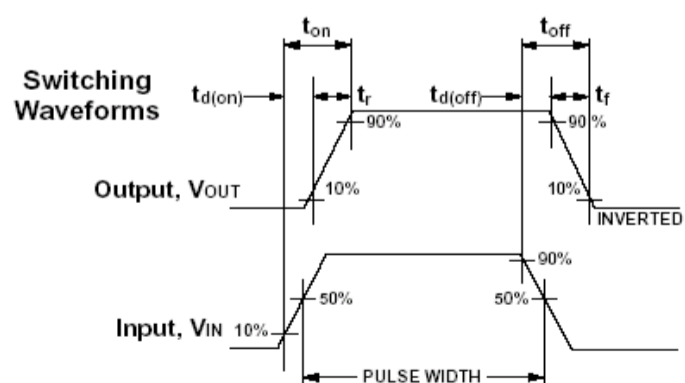 ton
toff
Switching
Waveforms
td(on)
tr
td(off)
tf
90%
90 %
Output, VOUT
10%
10%
INVERTED
90%
50%
50%
Input, VIN
10%
PULSE WIDTH